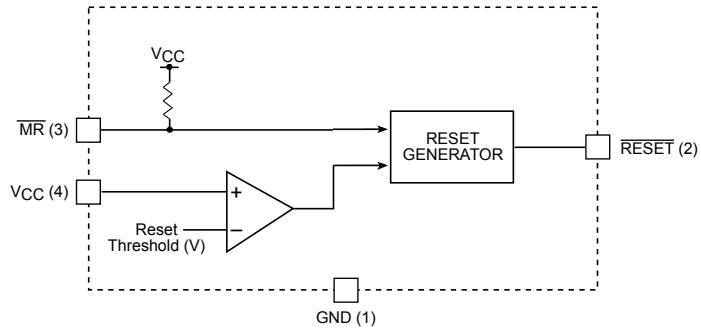 VCC
MR (3)
RESET
GENERATOR
RESET (2)
VCC (4)
+
Reset
Threshold (V)
−
GND (1)